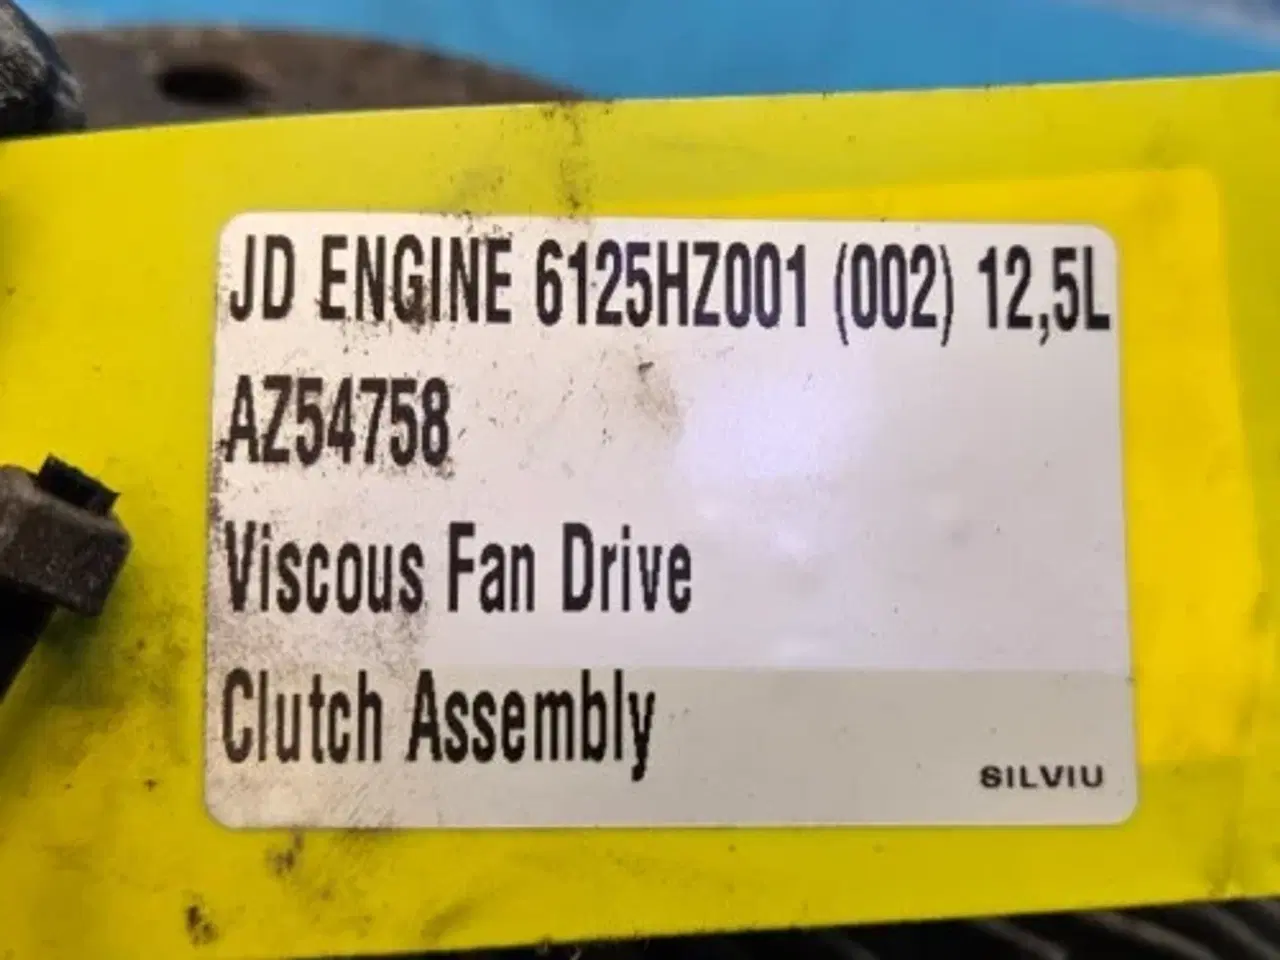 JD ENGINE 6125HZ001 (002) 12,5L
AZ54758
Viscous Fan Drive
Clutch Assembly
SILVIU